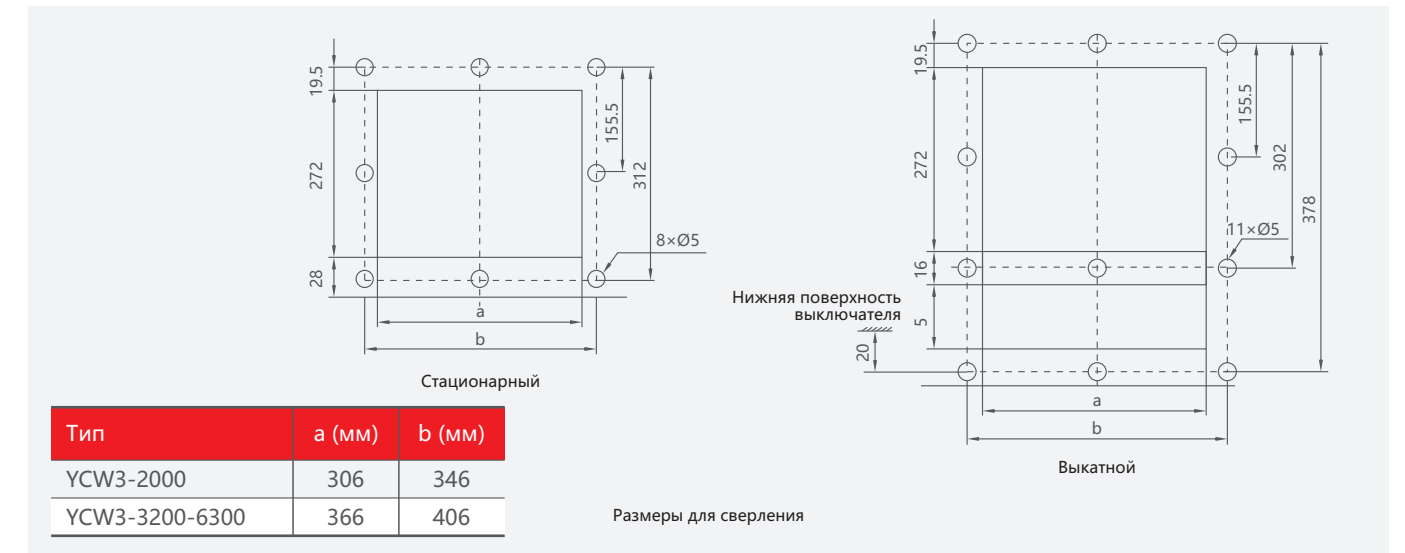 19.5
272
28
155.5
312
8×Ø5
a
b
Стационарный
19.5
272
16
5
20
155.5
302
378
11×Ø5
Нижняя поверхность
выключателя
a
b
Выкатной
Тип a (мм) b (мм)
YCW3-2000 306 346
YCW3-3200-6300 366 406
Размеры для сверления